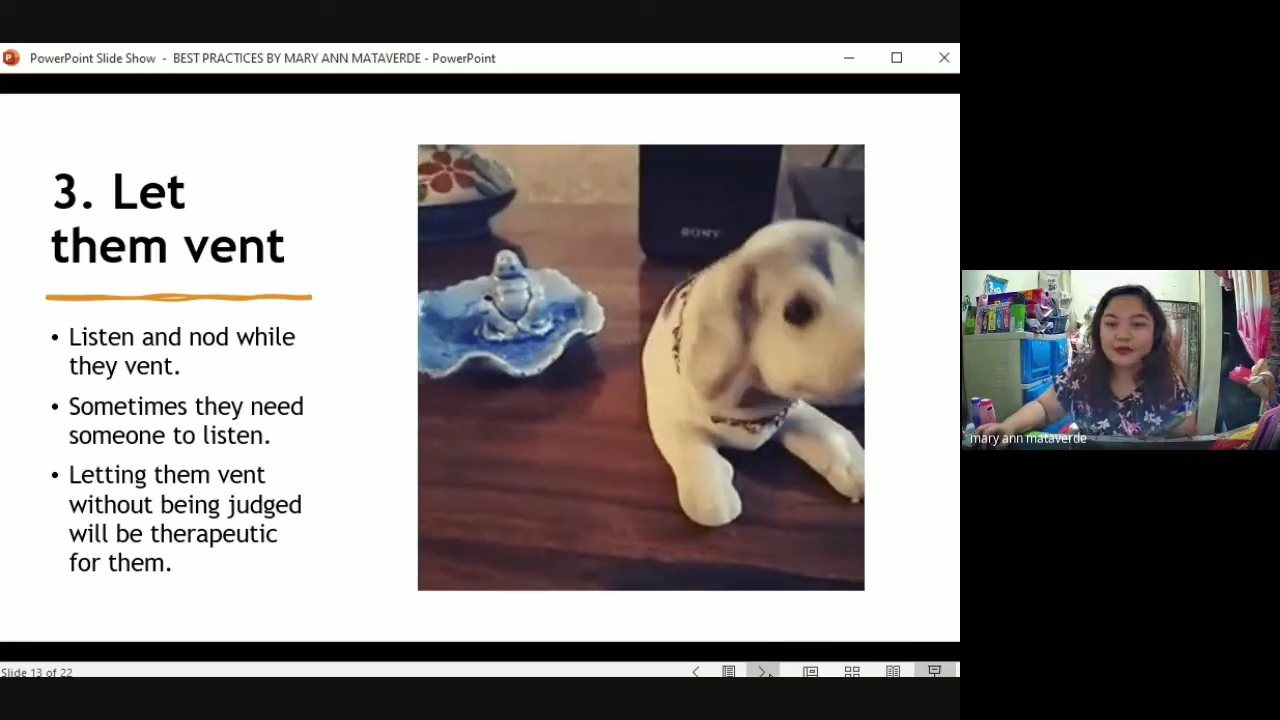 PowerPoint Slide Show - BEST PRACTICES BY MARY ANN MATAVERDE - PowerPoint
3. Let
them vent
• Listen and nod while
they vent.
• Sometimes they need
someone to listen.
• Letting them vent
without being judged
will be therapeutic
for them.
SONY
mary ann mataverde
Slide 13 of 22